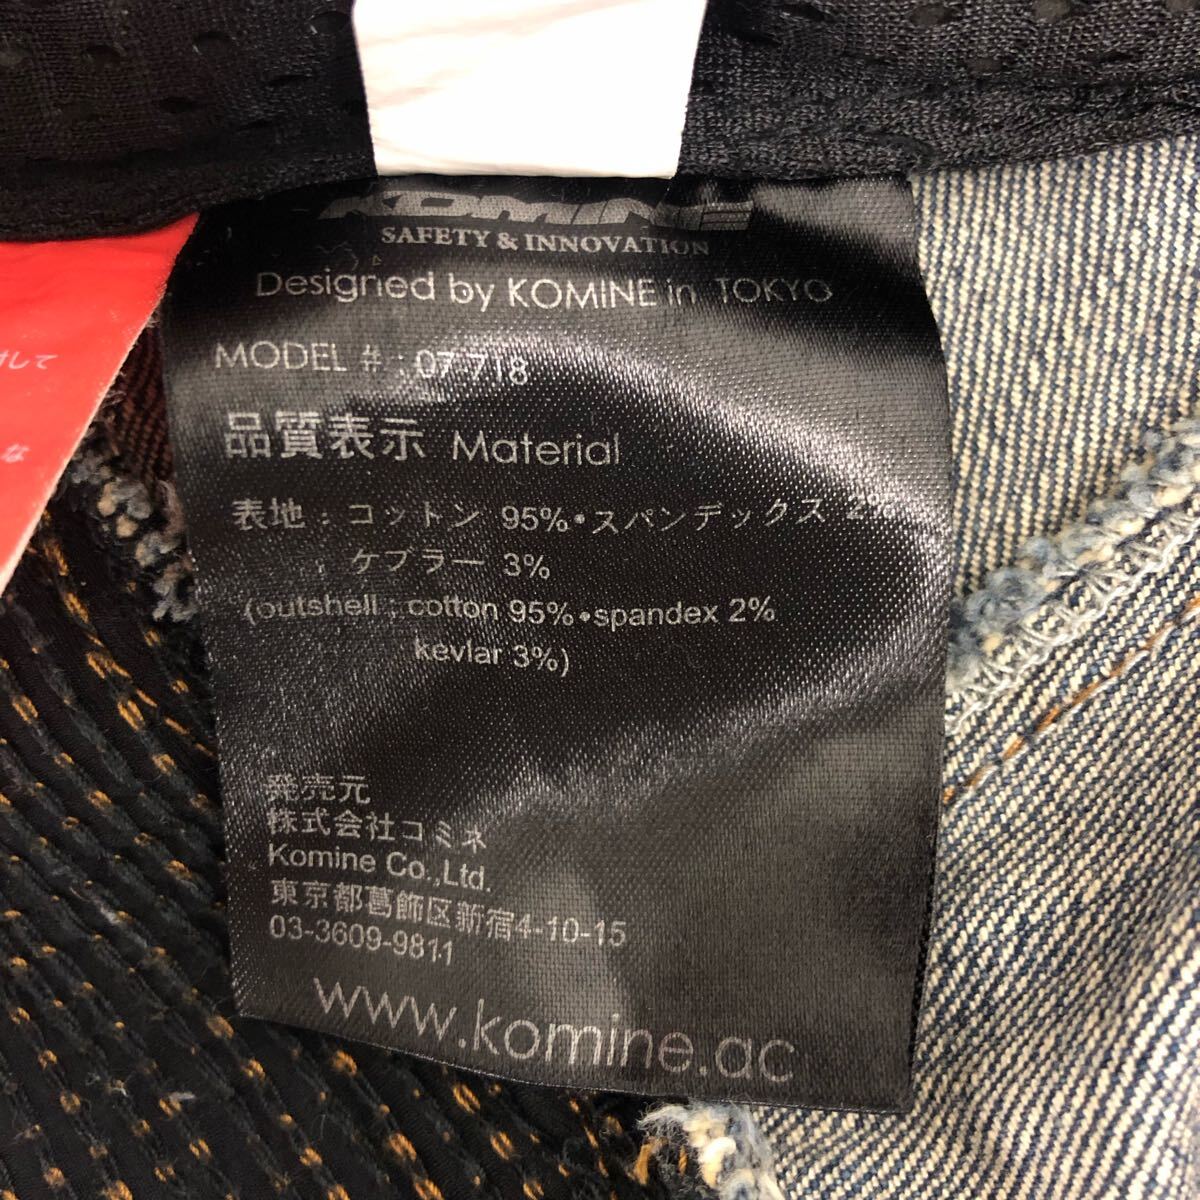 KOMINE
SAFETY & INNOVATION
Designed by KOMINE in TOKYO
MODEL # : 07-718
品質表示 Material
表地 : コットン 95%•スパンデックス 2%
ケブラー 3%
(outshell ; cotton 95%•spandex 2%
kevlar 3%)
発売元
株式会社コミネ
Komine Co.,Ltd.
東京都葛飾区新宿4-10-15
03-3609-9811
www.komine.ac
して
な